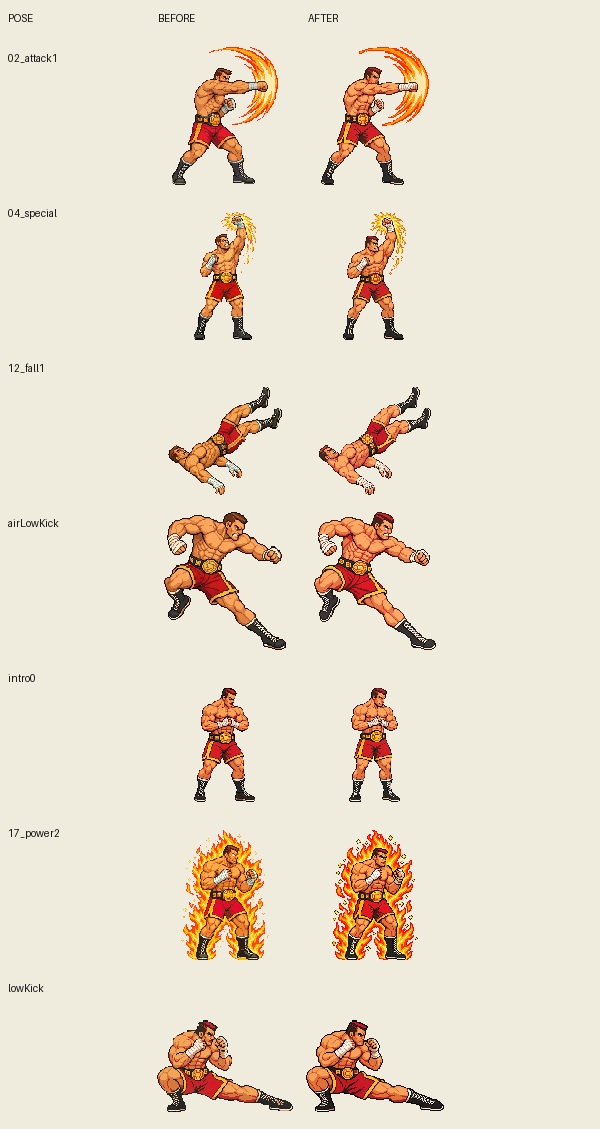 POSE BEFORE AFTER
02_attack1
04_special
12_fall1
airLowKick
intro0
17_power2
lowKick